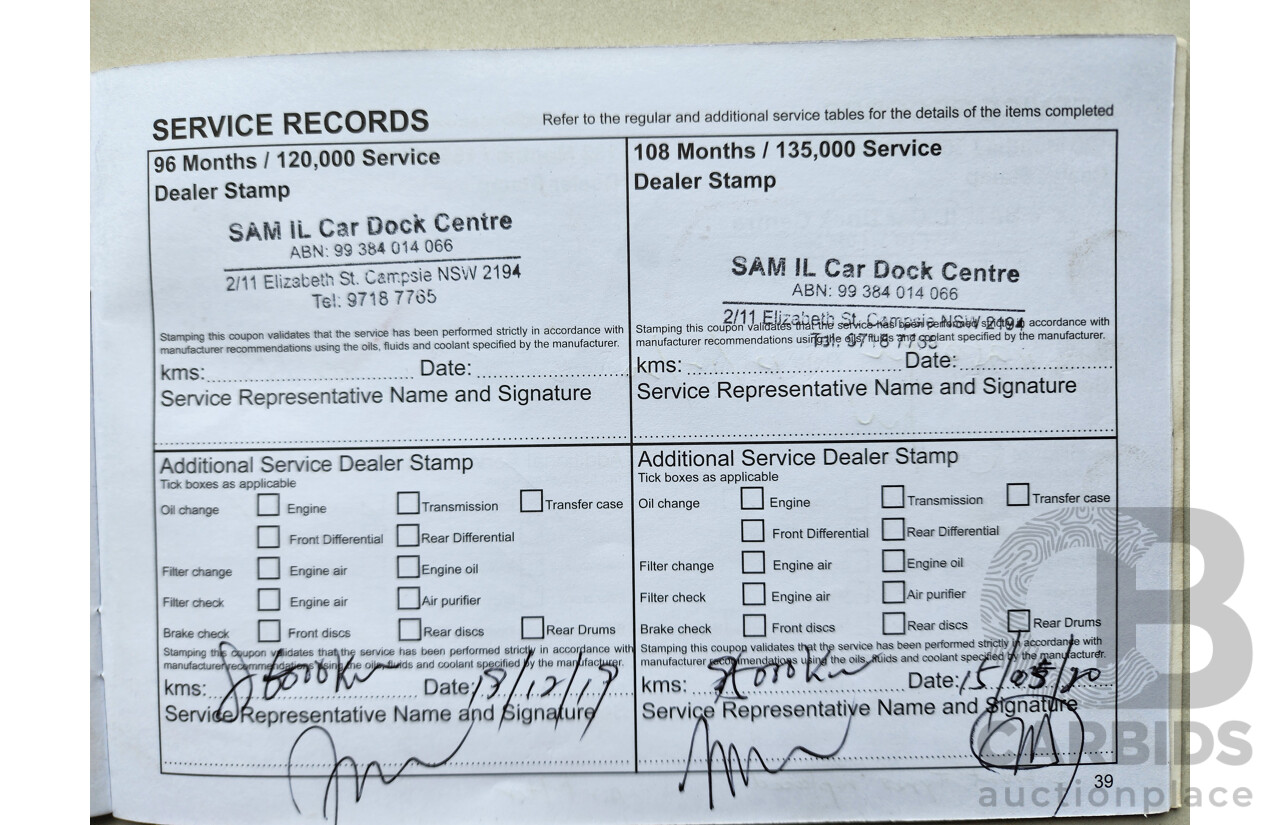 SERVICE RECORDS
Refer to the regular and additional service tables for the details of the items completed
96 Months / 120,000 Service
Dealer Stamp
SAM IL Car Dock Centre
ABN: 99 384 014 066
2/11 Elizabeth St. Campsie NSW 2194
Tel: 9718 7765
Stamping this coupon validates that the service has been performed strictly in accordance with
manufacturer recommendations using the oils, fluids and coolant specified by the manufacturer.
kms: Date:
Service Representative Name and Signature
Additional Service Dealer Stamp
Tick boxes as applicable
Oil change Engine Transmission Transfer case
Front Differential Rear Differential
Filter change Engine air Engine oil
Filter check Engine air Air purifier
Brake check Front discs Rear discs Rear Drums
Stamping this coupon validates that the service has been performed strictly in accordance with
manufacturer recommendations using the oils, fluids and coolant specified by the manufacturer.
kms: Date:
Service Representative Name and Signature
108 Months / 135,000 Service
Dealer Stamp
SAM IL Car Dock Centre
ABN: 99 384 014 066
2/11 Elizabeth St. Campsie NSW 2194
Tel: 9718 7765
Stamping this coupon validates that the service has been performed strictly in accordance with
manufacturer recommendations using the oils, fluids and coolant specified by the manufacturer.
kms: Date:
Service Representative Name and Signature
Additional Service Dealer Stamp
Tick boxes as applicable
Oil change Engine Transmission Transfer case
Front Differential Rear Differential
Filter change Engine air Engine oil
Filter check Engine air Air purifier
Brake check Front discs Rear discs Rear Drums
Stamping this coupon validates that the service has been performed strictly in accordance with
manufacturer recommendations using the oils, fluids and coolant specified by the manufacturer.
kms: Date: 15/05/20
Service Representative Name and Signature
39
CARBIDS
auctionplace